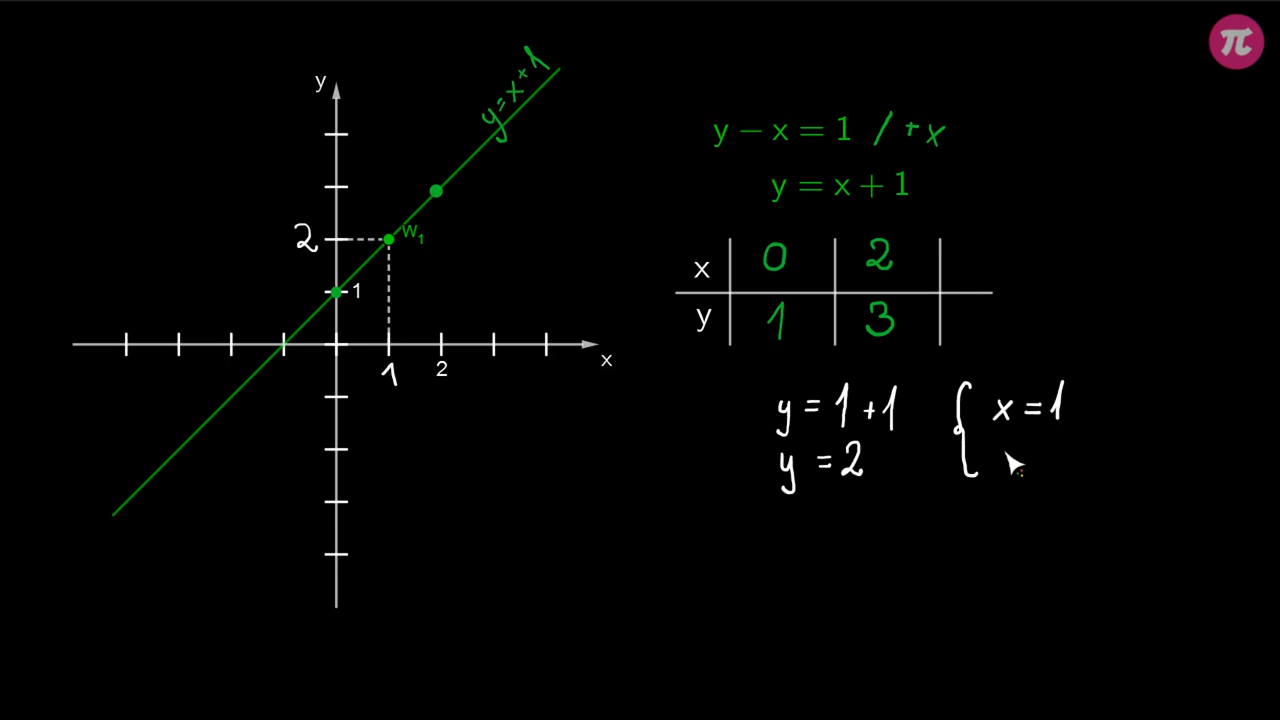 π
y
y=x+1
2
W₁
1
1
2
x
y − x = 1 / +x
y = x + 1
x 0 2
y 1 3
y = 1 + 1
y = 2
{ x = 1